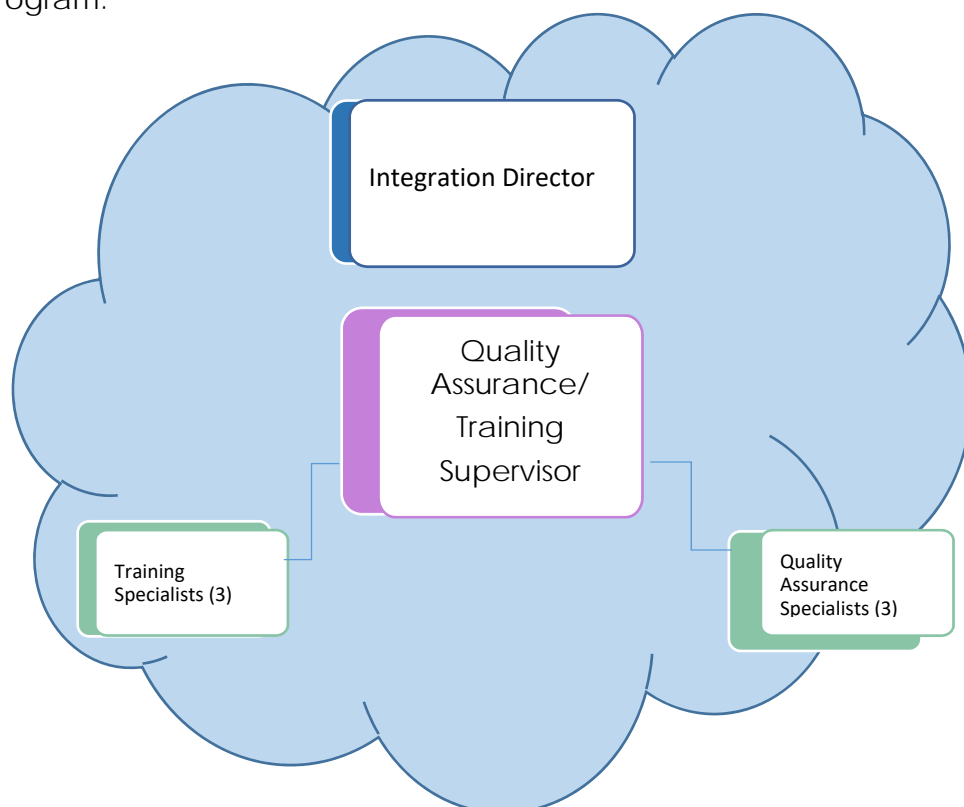 ogram.
Integration Director
Quality
Assurance/
Training
Supervisor
Training
Specialists (3)
Quality
Assurance
Specialists (3)